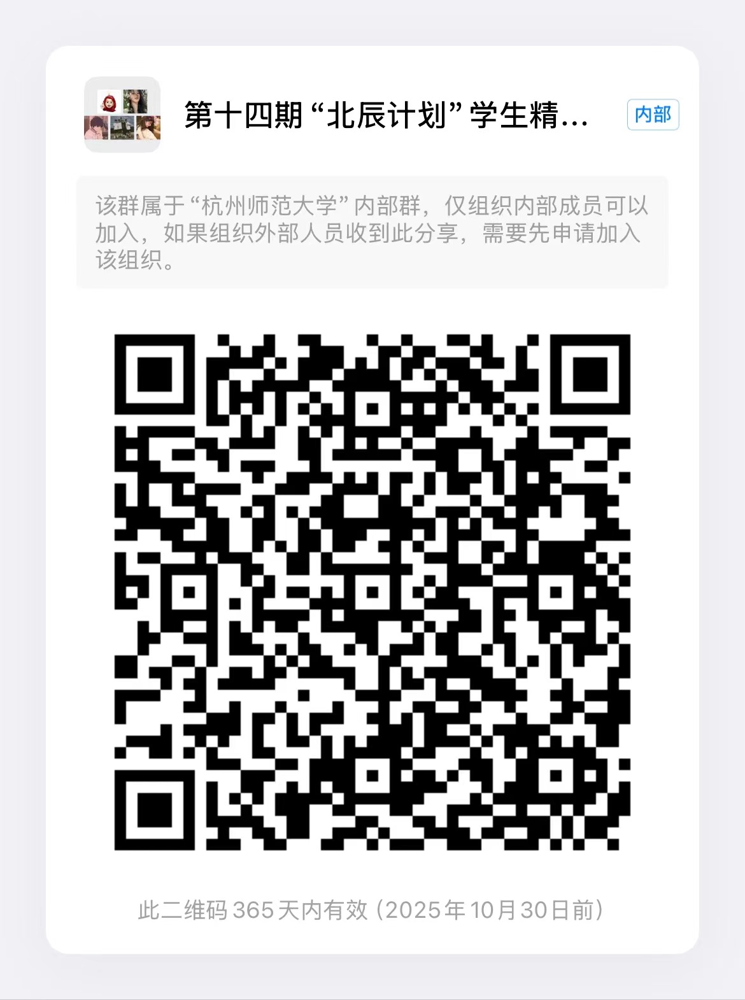 第十四期“北辰计划”学生精...
内部
该群属于“杭州师范大学”内部群，仅组织内部成员可以
加入，如果组织外部人员收到此分享，需要先申请加入
该组织。
此二维码365天内有效（2025年10月30日前）